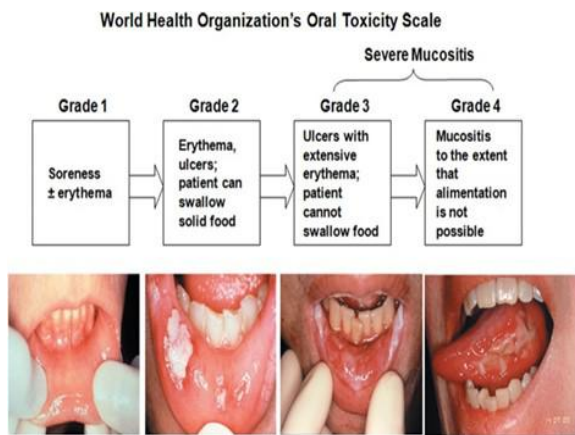 World Health Organization's Oral Toxicity Scale
Severe Mucositis
Grade 1
Grade 2
Grade 3
Grade 4
Soreness
± erythema
Erythema,
ulcers;
patient can
swallow
solid food
Ulcers with
extensive
erythema;
patient
cannot
swallow food
Mucositis
to the extent
that
alimentation
is not
possible